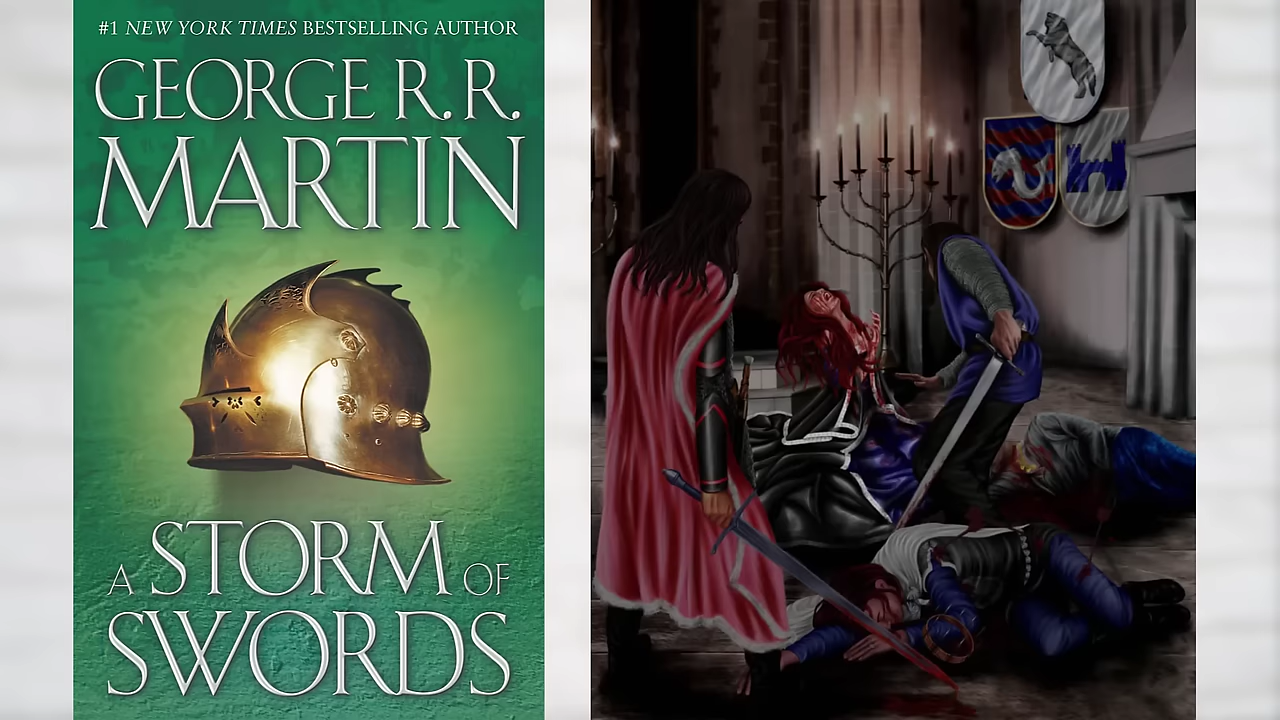 #1 NEW YORK TIMES BESTSELLING AUTHOR
GEORGE R.R.
MARTIN
A STORM OF
SWORDS